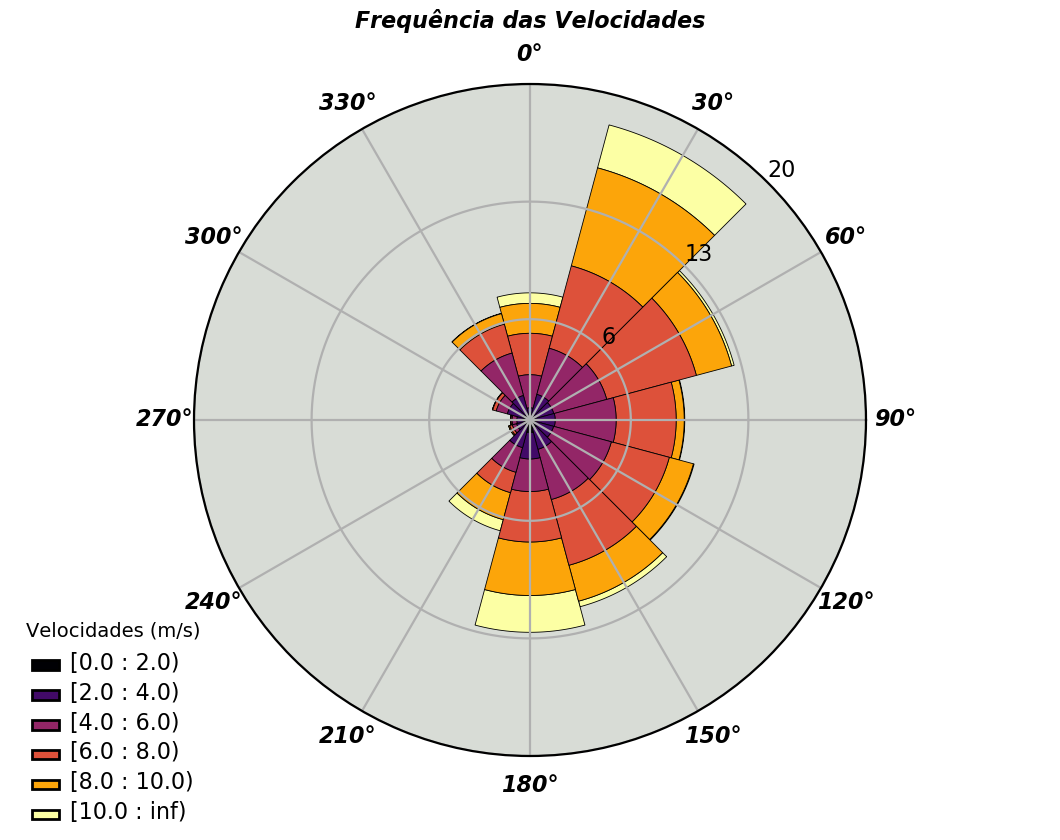 Frequência das Velocidades
0°
30°
60°
90°
120°
150°
180°
210°
240°
270°
300°
330°
20
13
6
Velocidades (m/s)
[0.0 : 2.0)
[2.0 : 4.0)
[4.0 : 6.0)
[6.0 : 8.0)
[8.0 : 10.0)
[10.0 : inf)